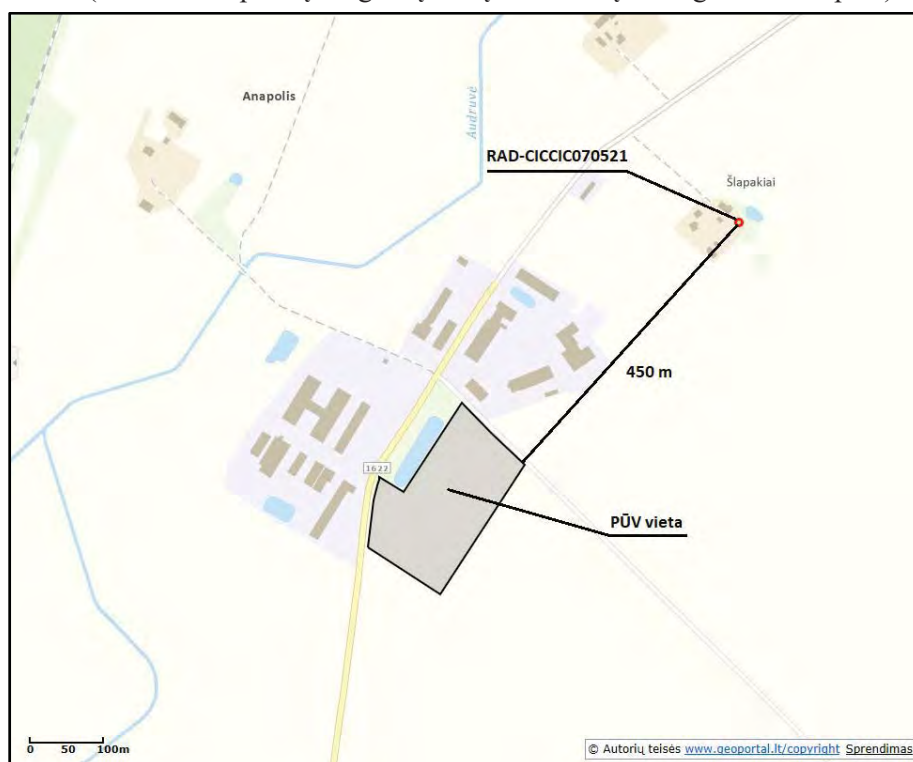 Anapolis
Audruvė
RAD-CICCIC070521
Šlapakiai
450 m
1622
PŪV vieta
0 50 100m
© Autorių teisės www.geoportal.lt/copyright Sprendimas